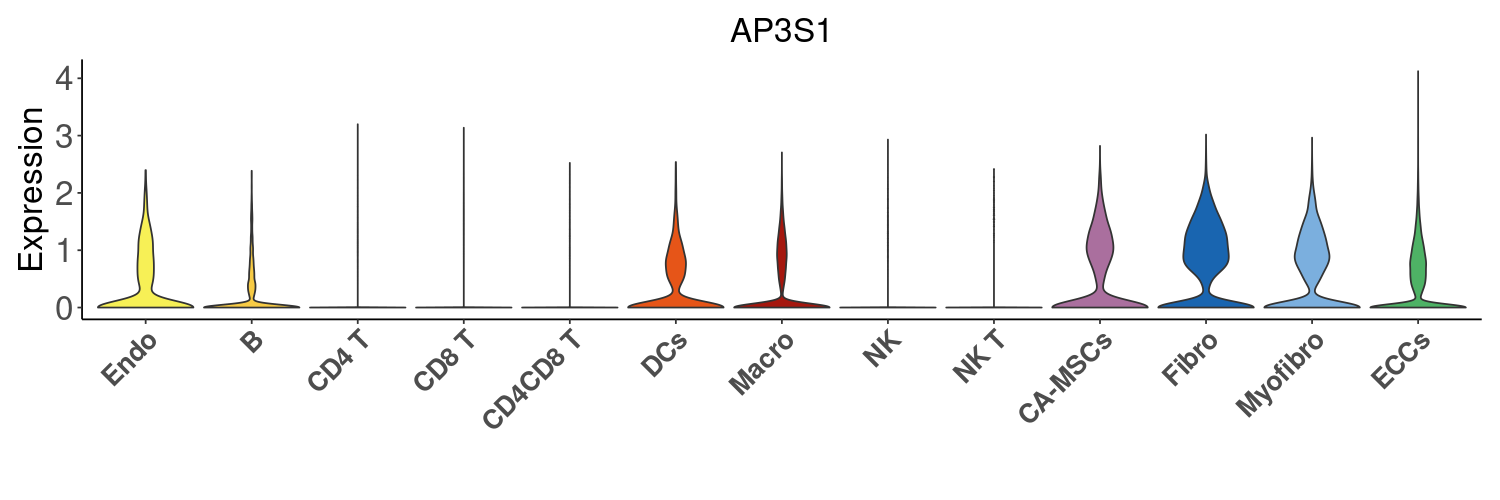 AP3S1
Expression
4
3
2
1
0
Endo
B
CD4 T
CD8 T
CD4CD8 T
DCs
Macro
NK
NK T
CA-MSCs
Fibro
Myofibro
ECCs